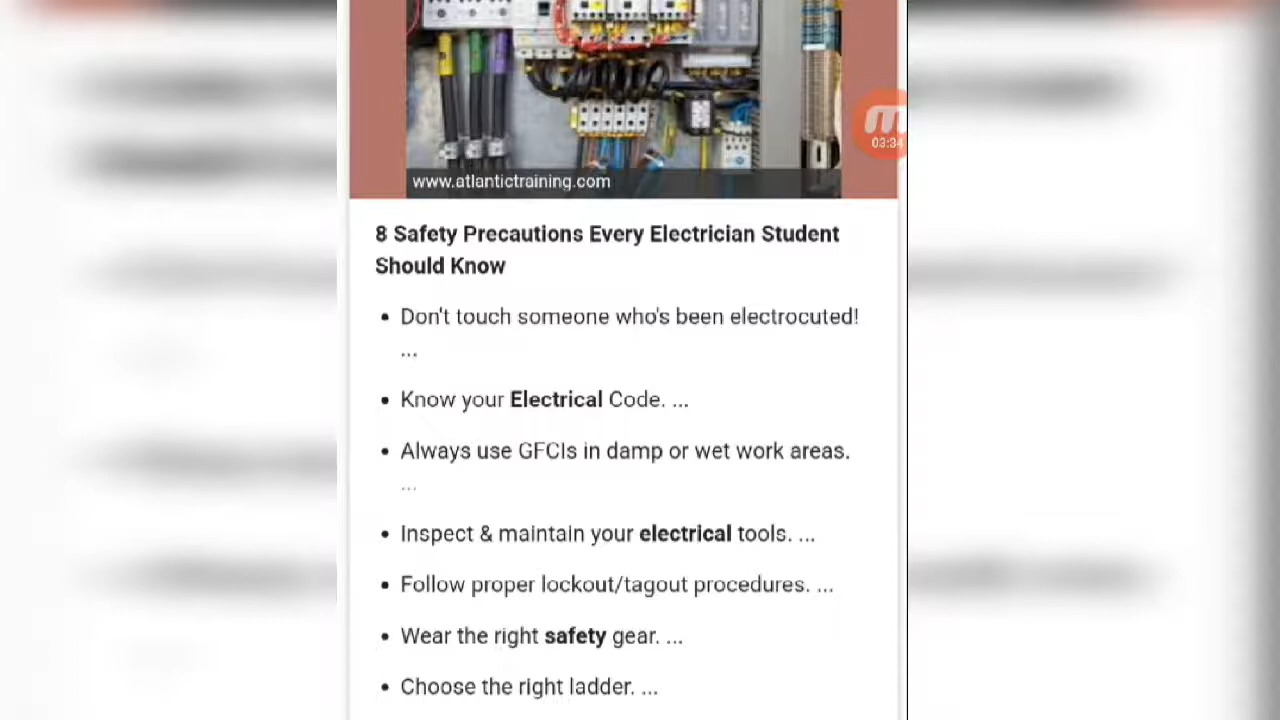 www.atlantictraining.com
03:34
8 Safety Precautions Every Electrician Student
Should Know
• Don't touch someone who's been electrocuted!
...
• Know your Electrical Code. ...
• Always use GFCIs in damp or wet work areas.
...
• Inspect & maintain your electrical tools. ...
• Follow proper lockout/tagout procedures. ...
• Wear the right safety gear. ...
• Choose the right ladder. ...